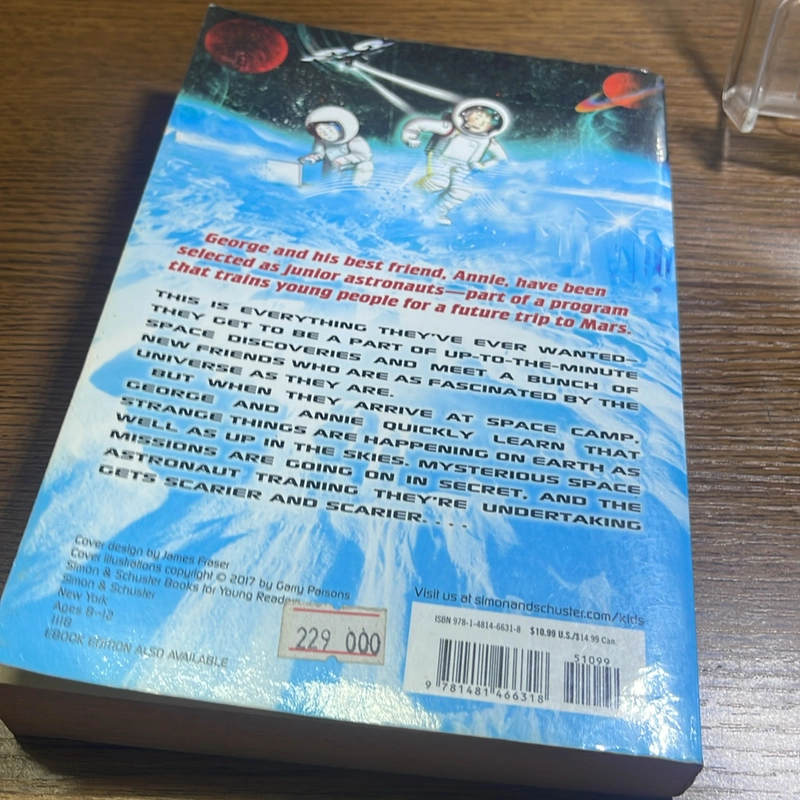 George and his best friend, Annie, have been
selected as junior astronauts—part of a program
that trains young people for a future trip to Mars.
THIS IS EVERYTHING THEY'VE EVER WANTED—
THEY GET TO BE A PART OF UP-TO-THE-MINUTE
SPACE DISCOVERIES AND MEET A BUNCH OF
NEW FRIENDS WHO ARE AS FASCINATED BY THE
UNIVERSE AS THEY ARE.
BUT WHEN THEY ARRIVE AT SPACE CAMP,
GEORGE AND ANNIE QUICKLY LEARN THAT
STRANGE THINGS ARE HAPPENING ON EARTH AS
WELL AS UP IN THE SKIES. MYSTERIOUS SPACE
MISSIONS ARE GOING ON IN SECRET. AND THE
ASTRONAUT TRAINING THEY'RE UNDERTAKING
GETS SCARIER AND SCARIER. . . .
Cover design by James Fraser
Cover illustrations copyright © 2017 by Garry Parsons
Simon & Schuster Books for Young Readers
Simon & Schuster
New York
Ages 8–12
1118
EBOOK EDITION ALSO AVAILABLE
229 000
Visit us at simonandschuster.com/kids
ISBN 978-1-4814-6631-8 $10.99 U.S./$14.99 Can.
51099
9 781481 466318